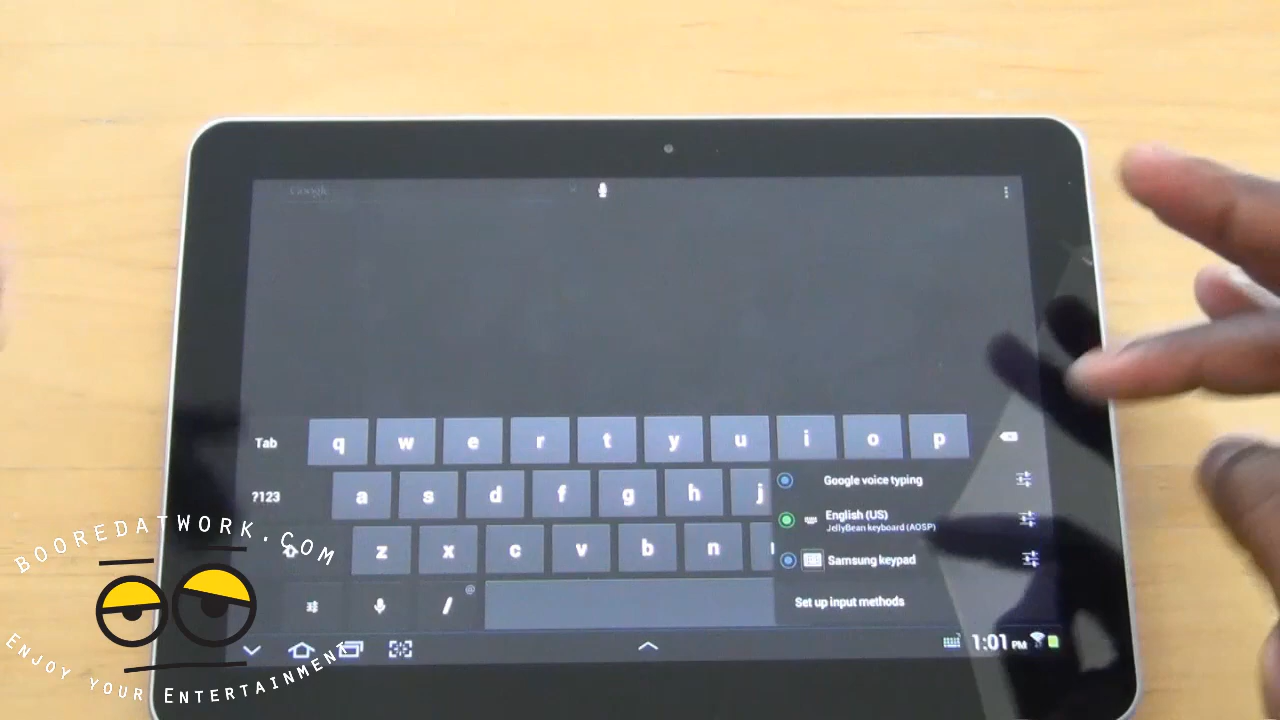 Google
Tab
q w e r t y u i o p
?123
a s d f g h j
Google voice typing
English (US)
JellyBean keyboard (AOSP)
z x c v b n
Samsung keypad
/
@
Set up input methods
1:01 PM
BOOREDATWORK.COM
ENJOY YOUR ENTERTAINMENT